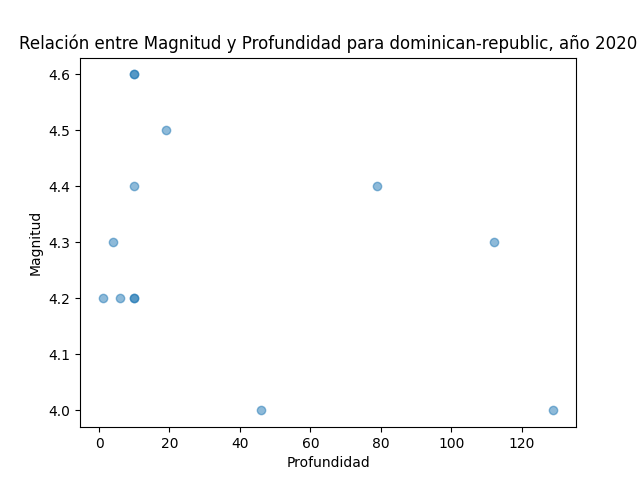 Relación entre Magnitud y Profundidad para dominican-republic, año 2020
4.6
4.5
4.4
4.3
4.2
4.1
4.0
Magnitud
0 20 40 60 80 100 120
Profundidad